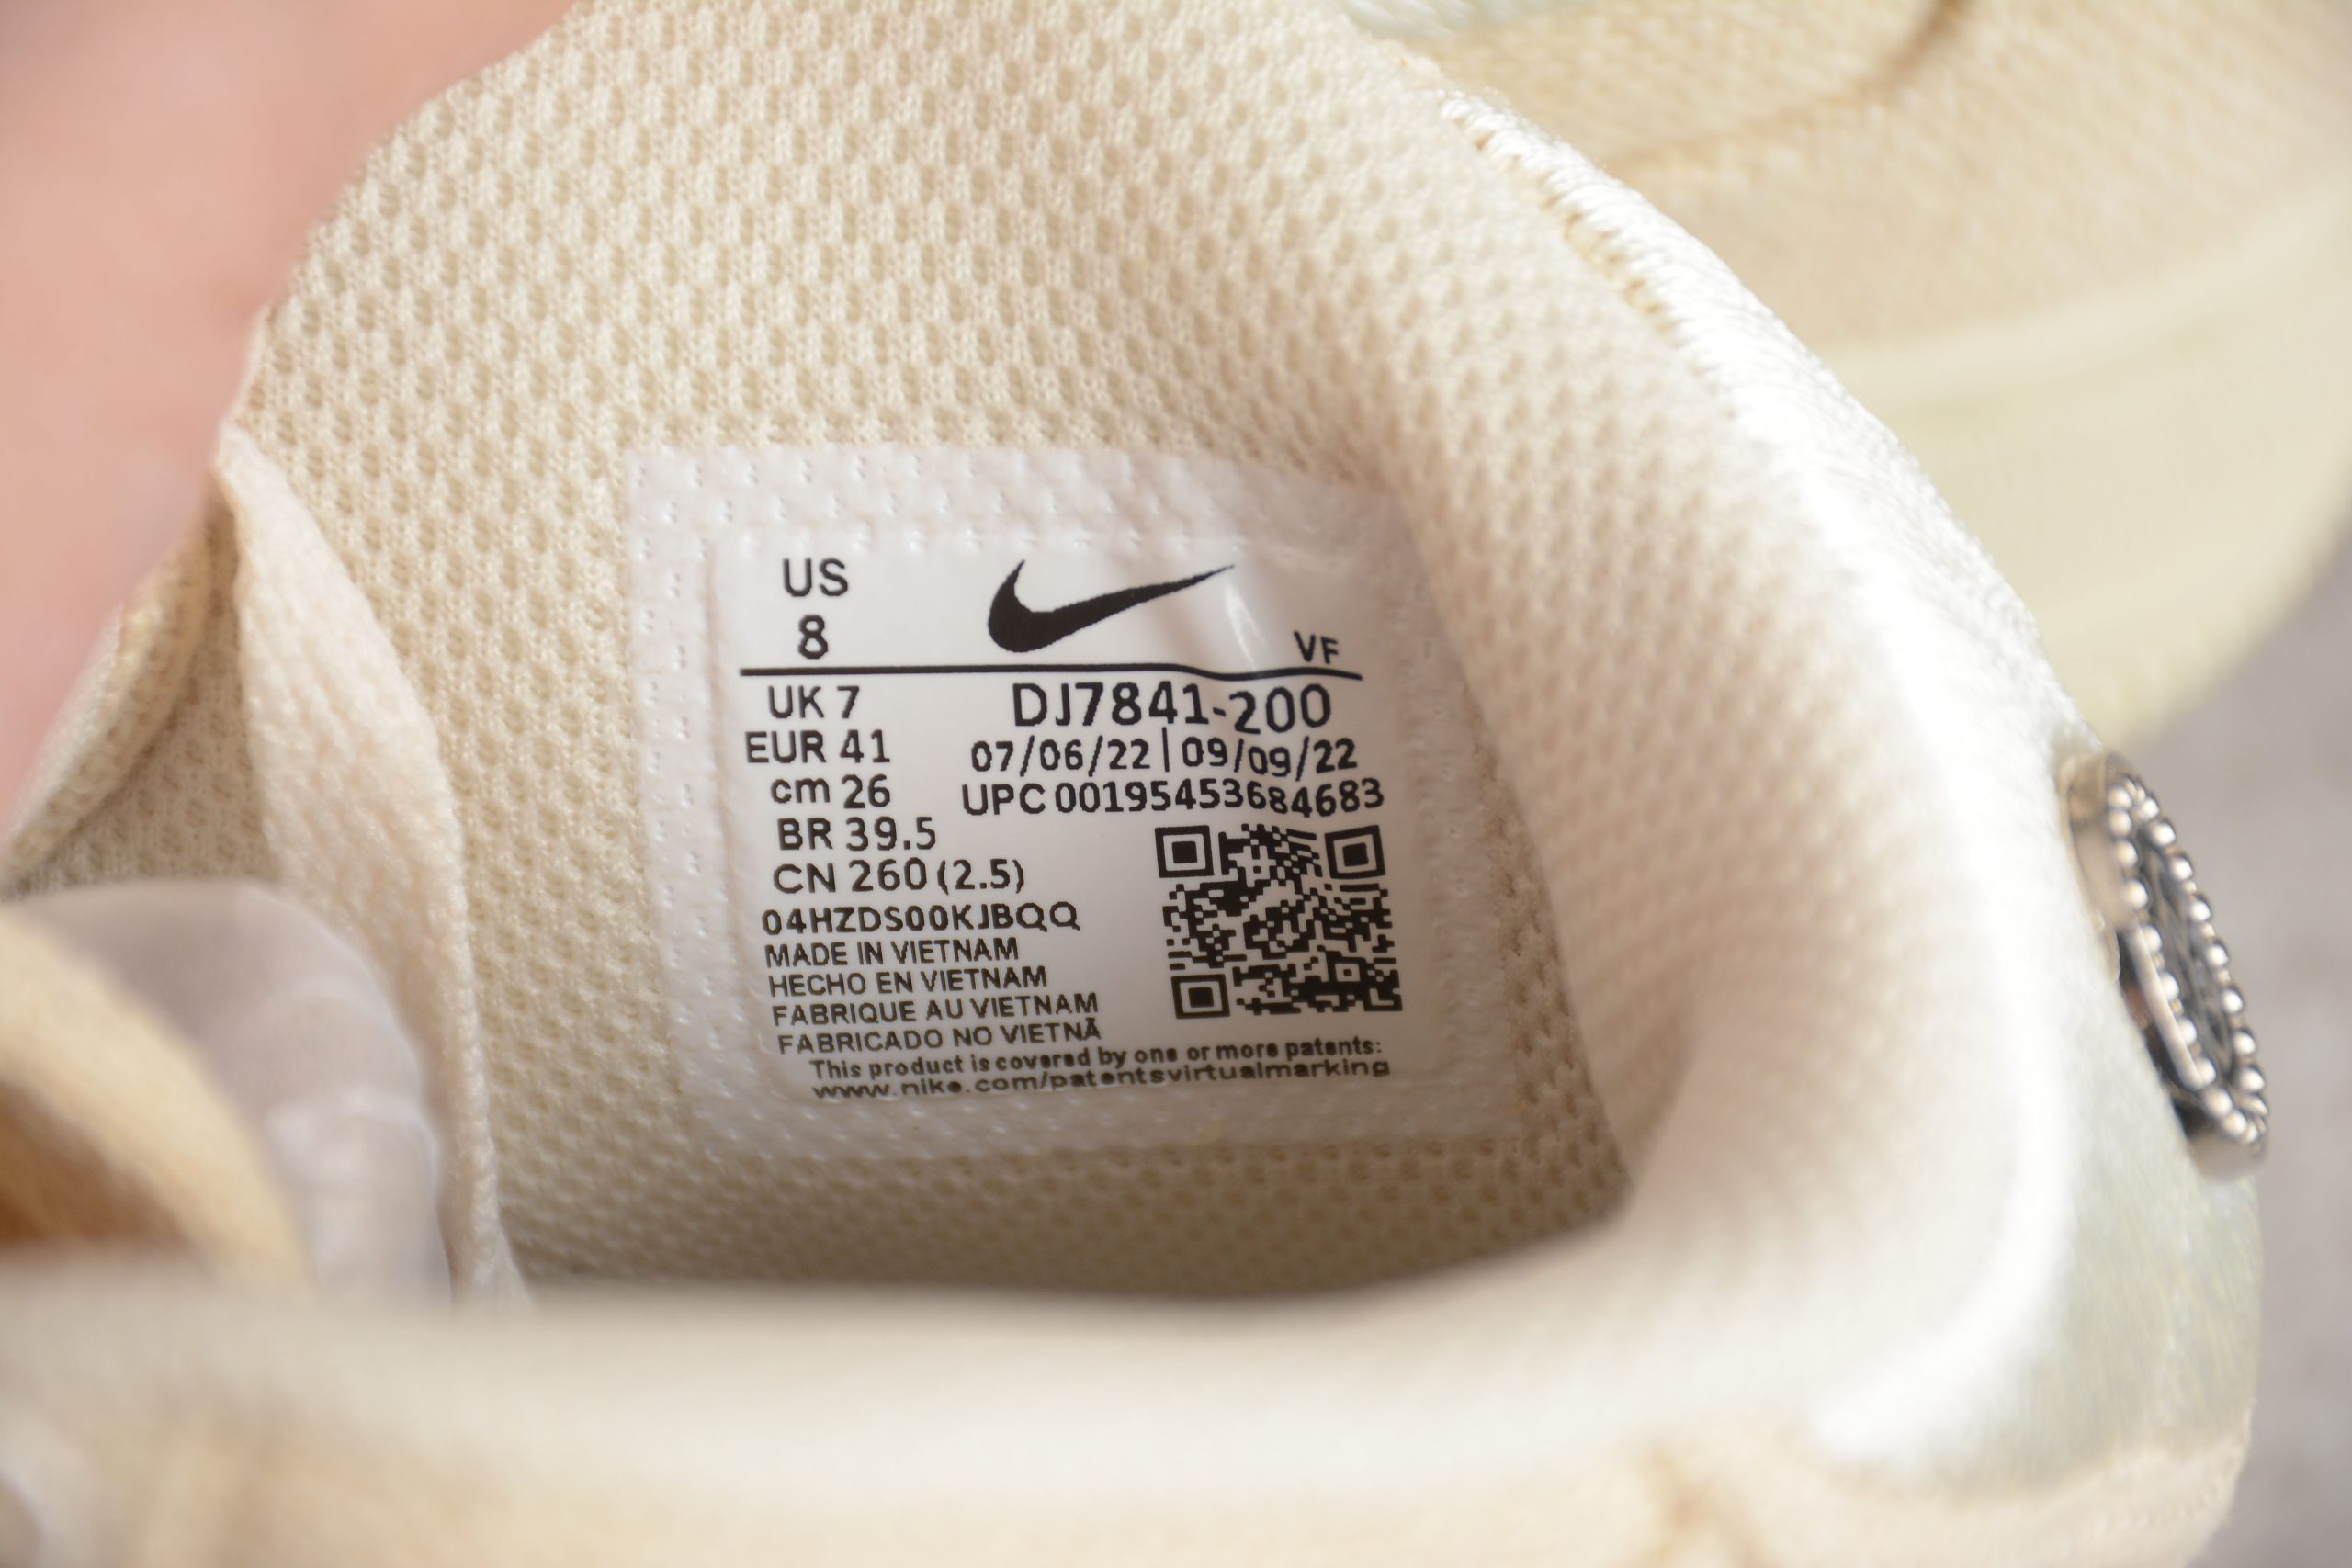 US
8
VF
UK 7
DJ7841-200
EUR 41
07/06/22 | 09/09/22
cm 26
UPC 00195453684683
BR 39.5
CN 260 (2.5)
04HZDS00KJBQQ
MADE IN VIETNAM
HECHO EN VIETNAM
FABRIQUE AU VIETNAM
FABRICADO NO VIETNÃ
This product is covered by one or more patents:
www.nike.com/patentsvirtualmarking